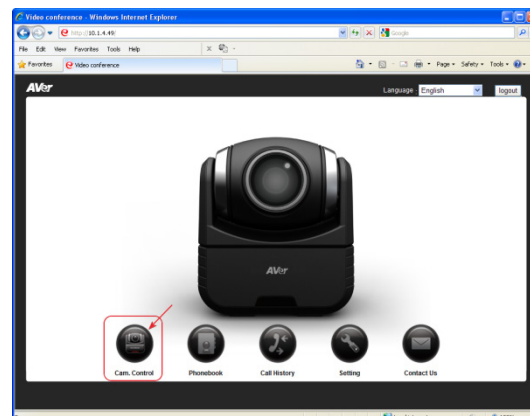 Video conference - Windows Internet Explorer
http://10.1.4.49/
Google
File Edit View Favorites Tools Help
Favorites Video conference
Page Safety Tools
AVer
Language : English logout
AVer
Cam. Control Phonebook Call History Setting Contact Us